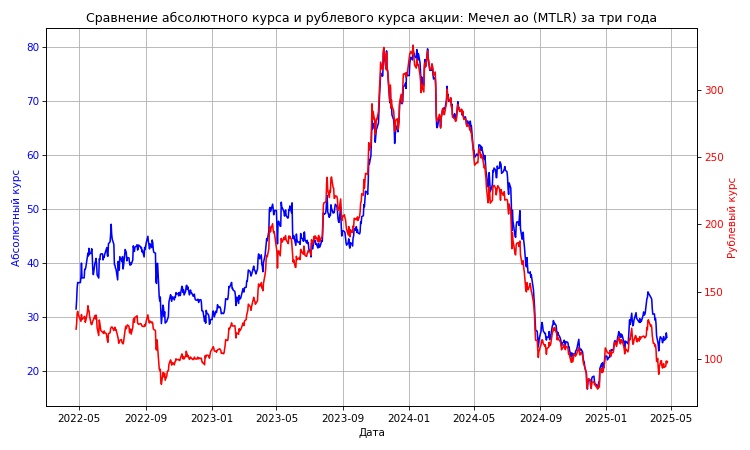 Сравнение абсолютного курса и рублевого курса акции: Мечел ао (MTLR) за три года
80
70
60
50
40
30
20
Абсолютный курс
300
250
200
150
100
Рублевый курс
2022-05 2022-09 2023-01 2023-05 2023-09 2024-01 2024-05 2024-09 2025-01 2025-05
Дата